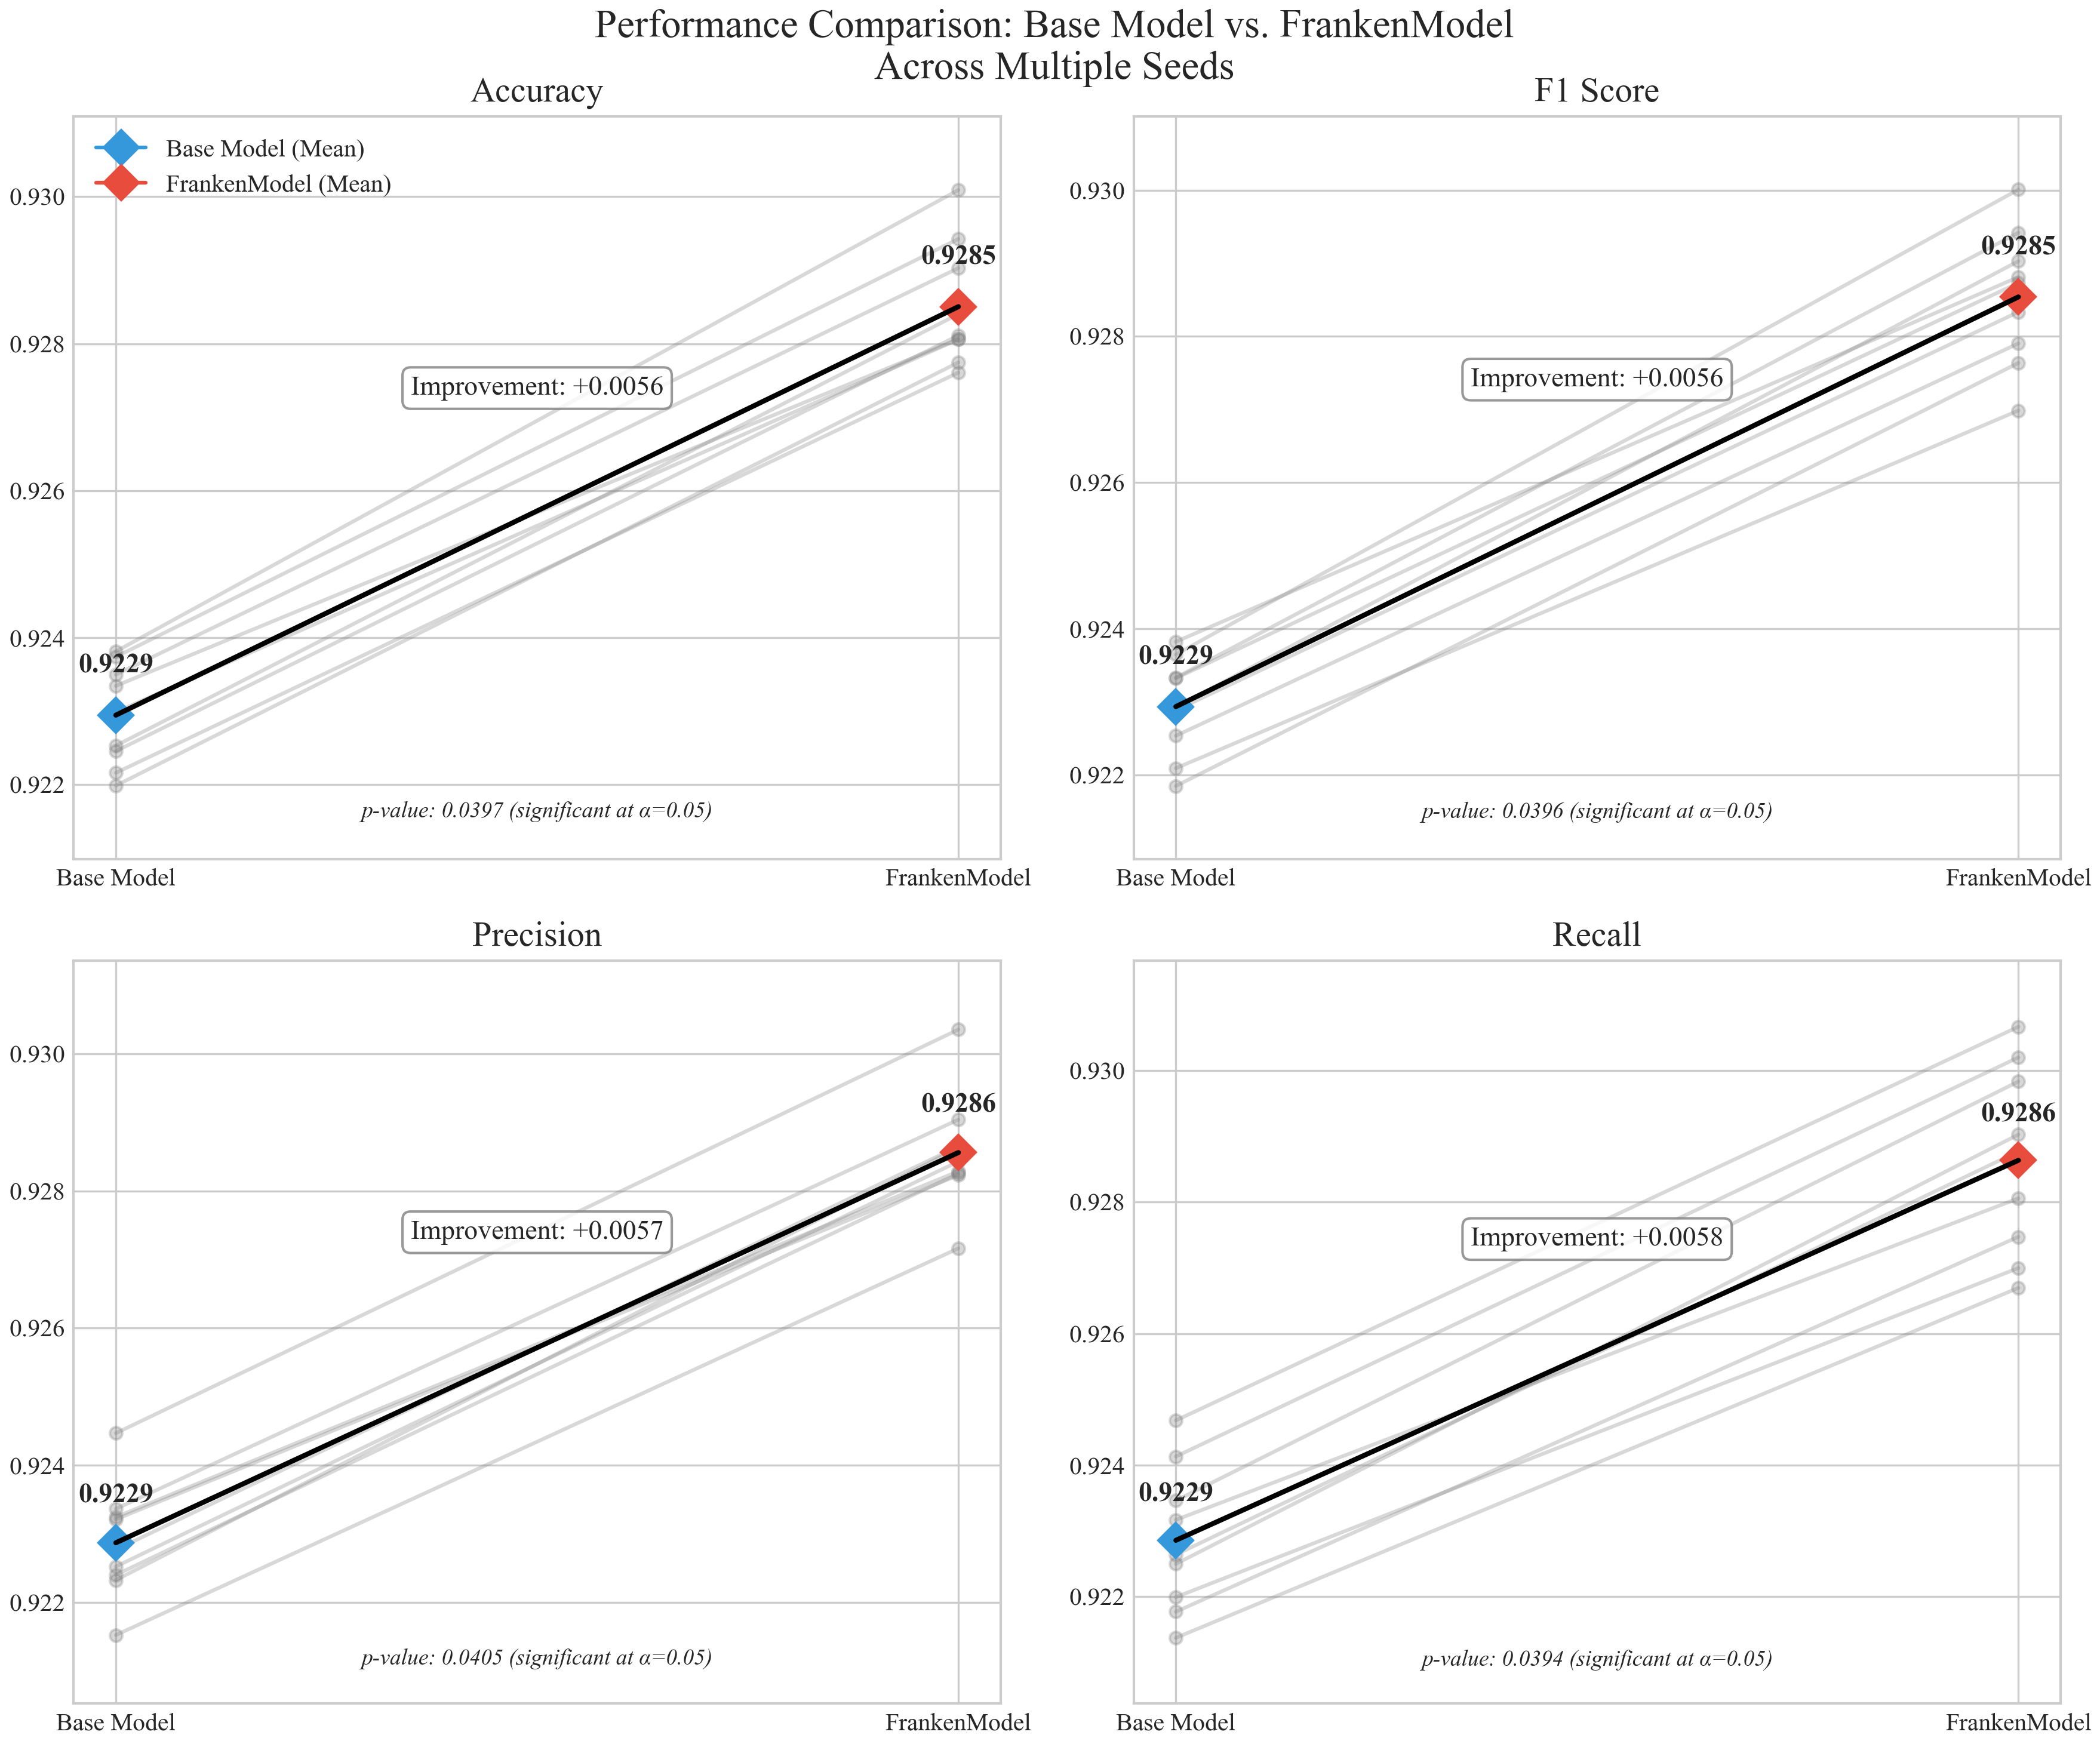 Performance Comparison: Base Model vs. FrankenModel
Across Multiple Seeds
Accuracy
Base Model (Mean)
FrankenModel (Mean)
0.930
0.928
0.926
0.924
0.922
0.9229
0.9285
Improvement: +0.0056
p-value: 0.0397 (significant at α=0.05)
Base Model
FrankenModel
F1 Score
0.930
0.928
0.926
0.924
0.922
0.9229
0.9285
Improvement: +0.0056
p-value: 0.0396 (significant at α=0.05)
Base Model
FrankenModel
Precision
0.930
0.928
0.926
0.924
0.922
0.9229
0.9286
Improvement: +0.0057
p-value: 0.0405 (significant at α=0.05)
Base Model
FrankenModel
Recall
0.930
0.928
0.926
0.924
0.922
0.9229
0.9286
Improvement: +0.0058
p-value: 0.0394 (significant at α=0.05)
Base Model
FrankenModel